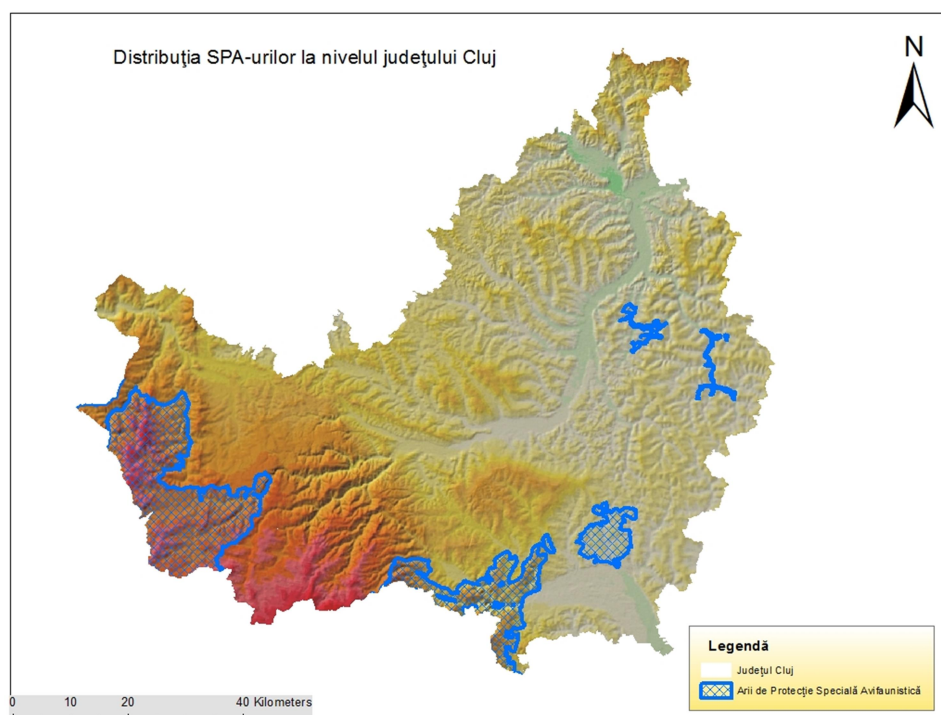 Distribuţia SPA-urilor la nivelul judeţului Cluj
N
Legendă
Judeţul Cluj
Arii de Protecţie Specială Avifaunistică
0 10 20 40 Kilometers